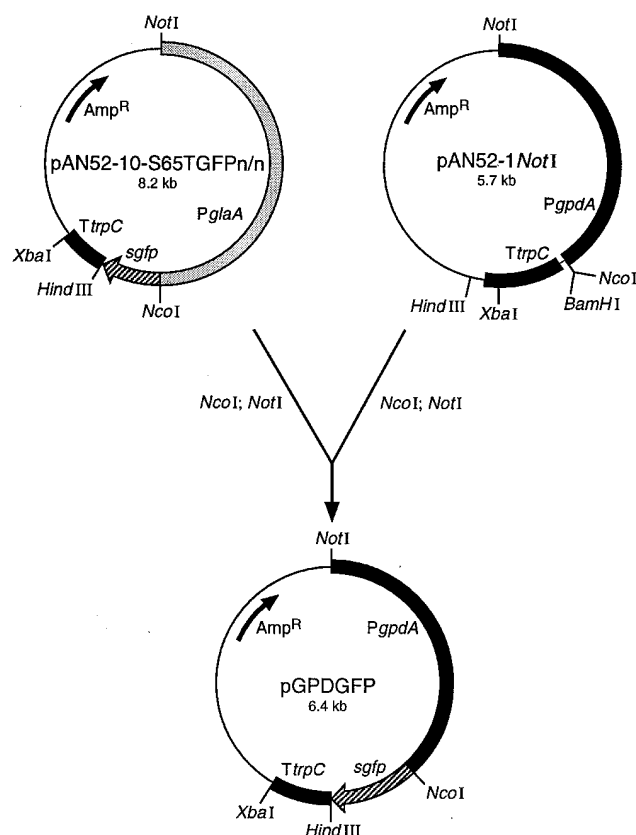 NotI
AmpR
pAN52-10-S65TGFPn/n
8.2 kb
PglaA
TtrpC
sgfp
XbaI
HindIII
NcoI
NotI
AmpR
pAN52-1NotI
5.7 kb
PgpdA
TtrpC
NcoI
BamHI
HindIII
XbaI
NcoI; NotI
NcoI; NotI
NotI
AmpR
PgpdA
pGPDGFP
6.4 kb
TtrpC
sgfp
NcoI
XbaI
HindIII